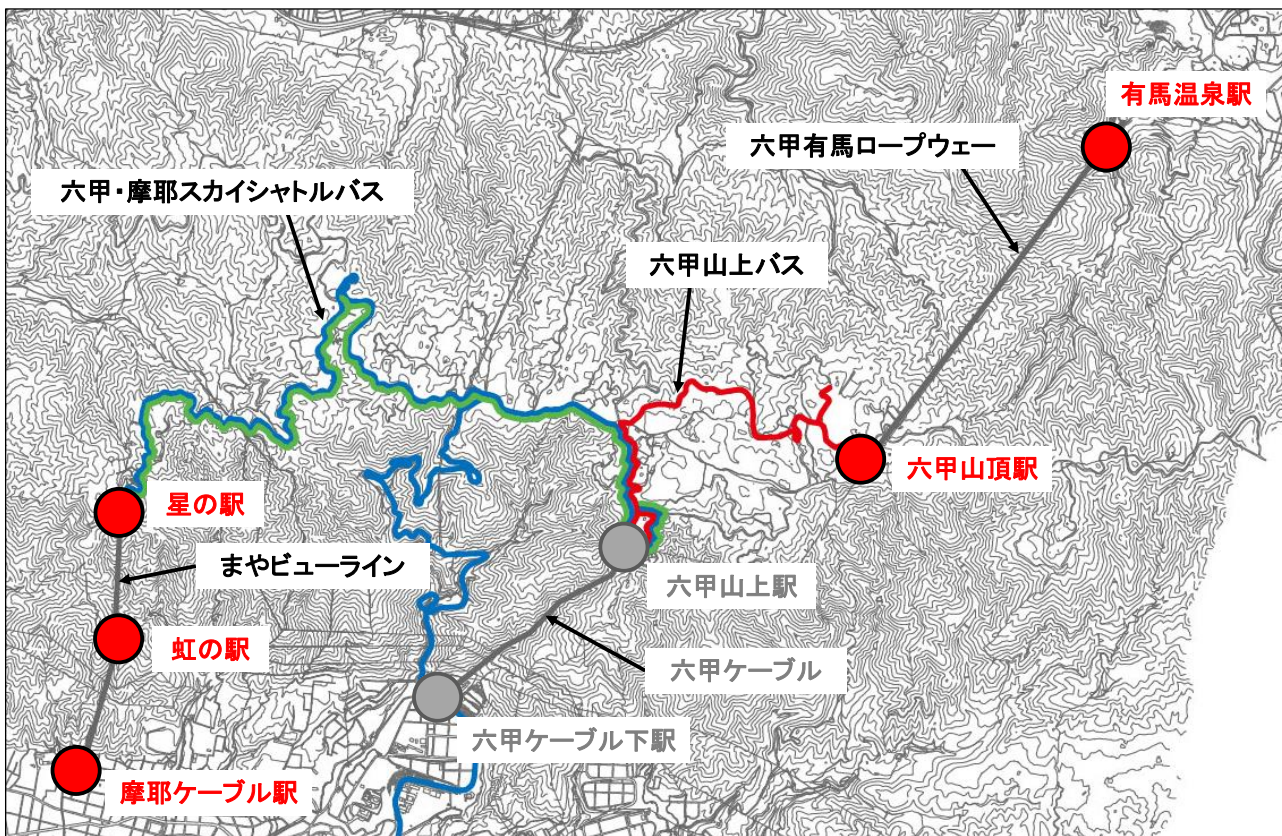 有馬温泉駅
六甲有馬ロープウェー
六甲・摩耶スカイシャトルバス
六甲山上バス
六甲山頂駅
星の駅
まやビューライン
六甲山上駅
虹の駅
六甲ケーブル
六甲ケーブル下駅
摩耶ケーブル駅